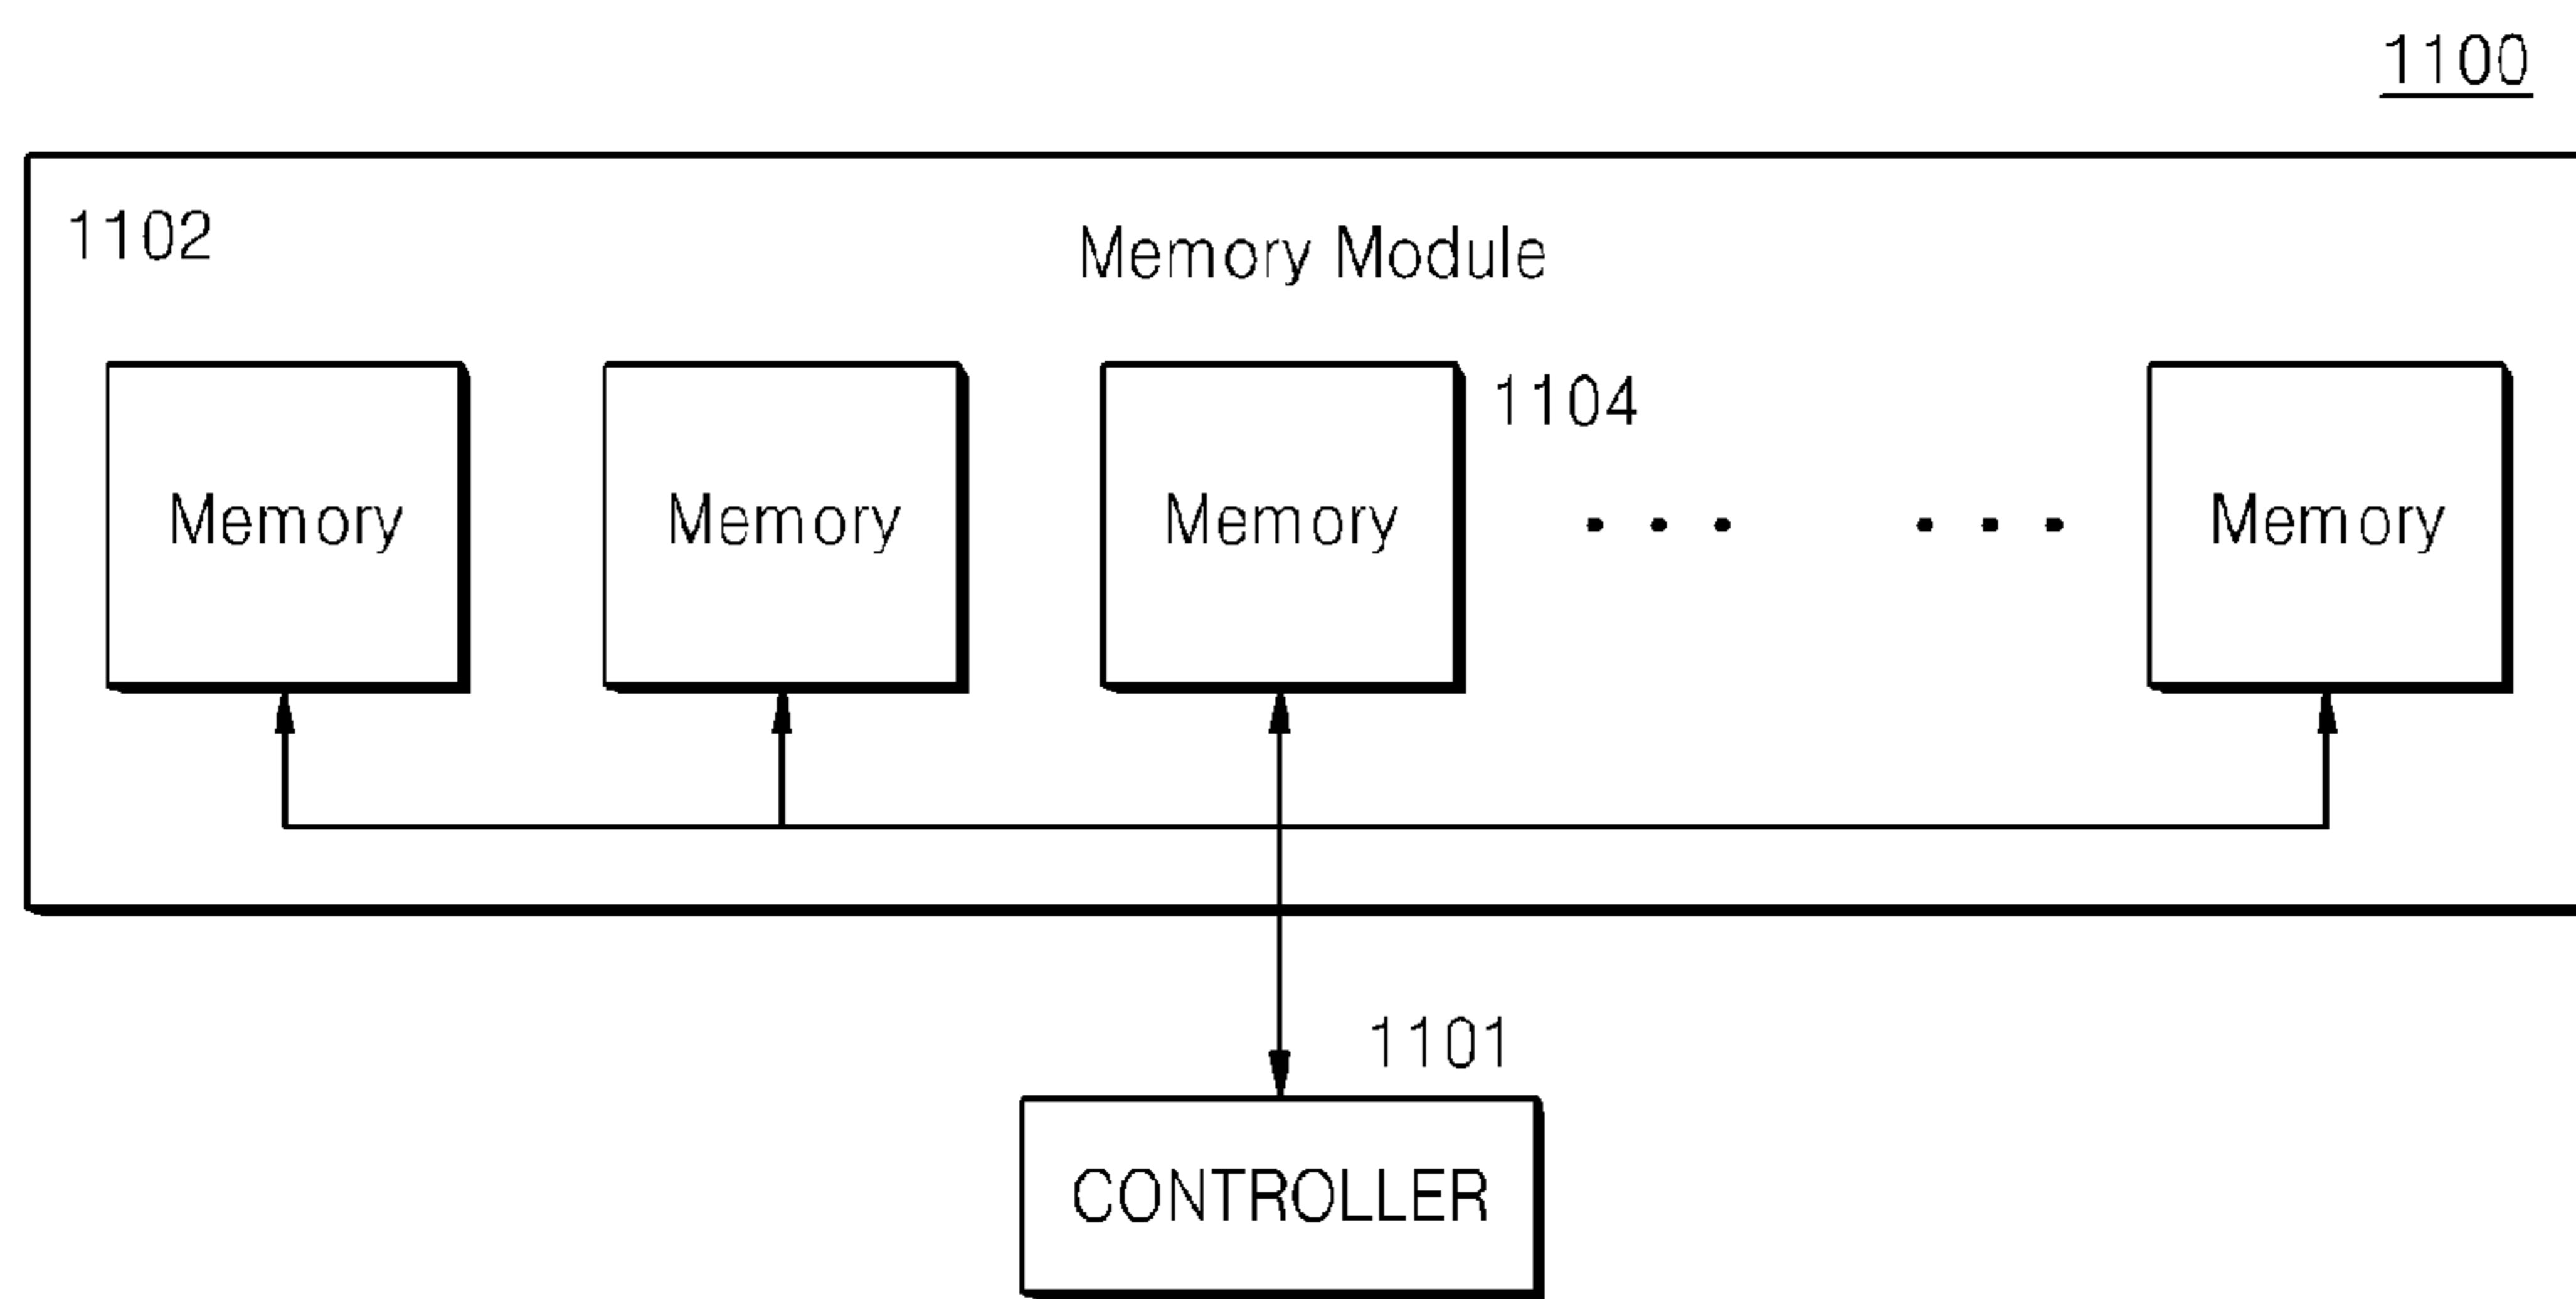 1100
1102
Memory Module
1104
Memory Memory Memory . . . . . . Memory
1101
CONTROLLER